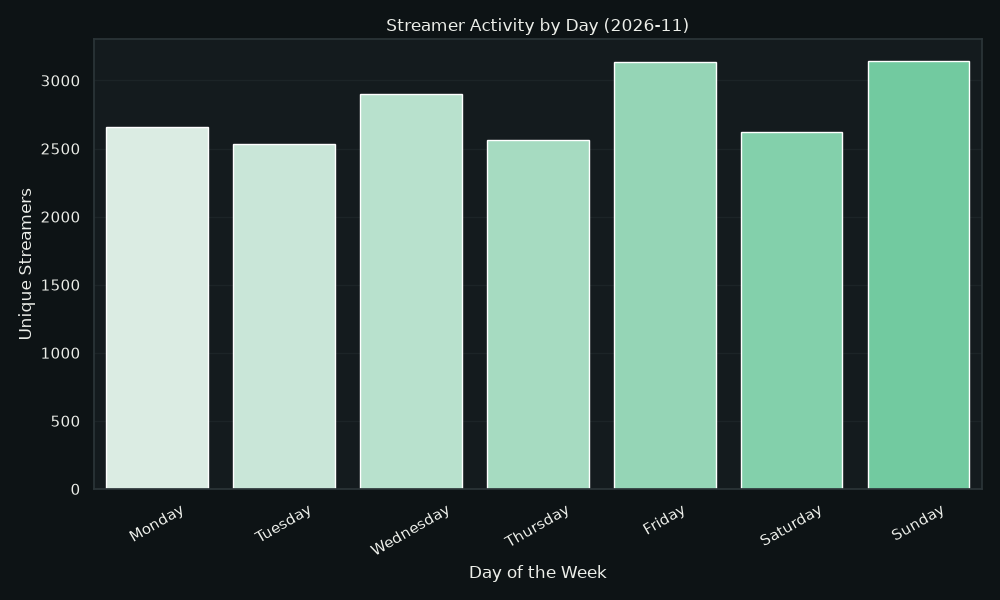 Streamer Activity by Day (2026-11)
Unique Streamers
3000
2500
2000
1500
1000
500
0
Monday
Tuesday
Wednesday
Thursday
Friday
Saturday
Sunday
Day of the Week